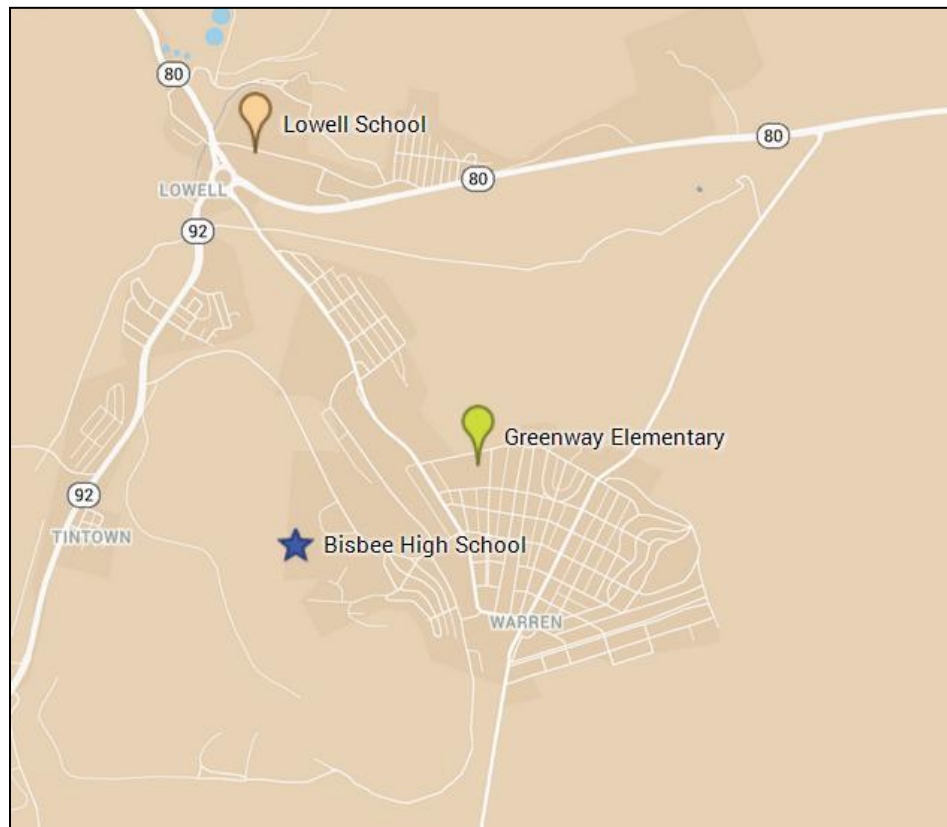 80
Lowell School
80
80
LOWELL
92
Greenway Elementary
92
TINTOWN
Bisbee High School
WARREN